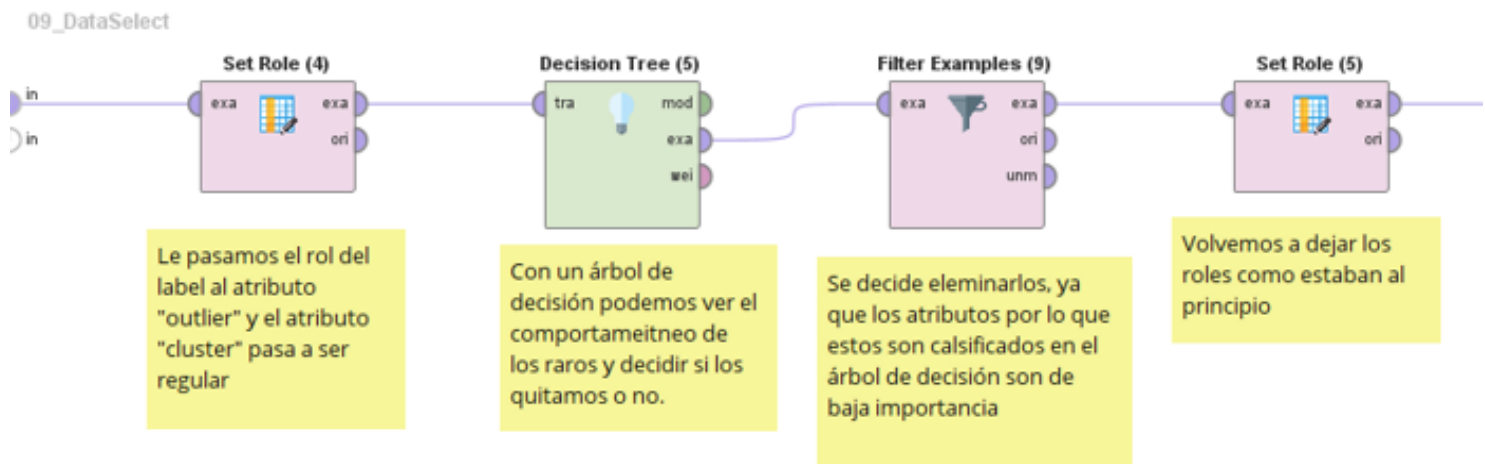 09_DataSelect
Set Role (4)
Decision Tree (5)
Filter Examples (9)
Set Role (5)
in
in
exa
exa
ori
tra
mod
exa
wei
exa
exa
ori
unm
exa
exa
ori
Le pasamos el rol del
label al atributo
"outlier" y el atributo
"cluster" pasa a ser
regular
Con un árbol de
decisión podemos ver el
comportameitneo de
los raros y decidir si los
quitamos o no.
Se decide eleminarlos, ya
que los atributos por lo que
estos son calsificados en el
árbol de decisión son de
baja importancia
Volvemos a dejar los
roles como estaban al
principio